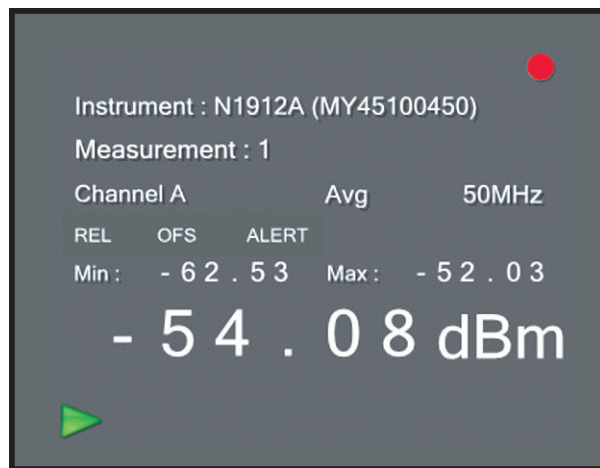 Instrument : N1912A (MY45100450)
Measurement : 1
Channel A Avg 50MHz
REL OFS ALERT
Min : -62.53 Max : -52.03
-54.08 dBm